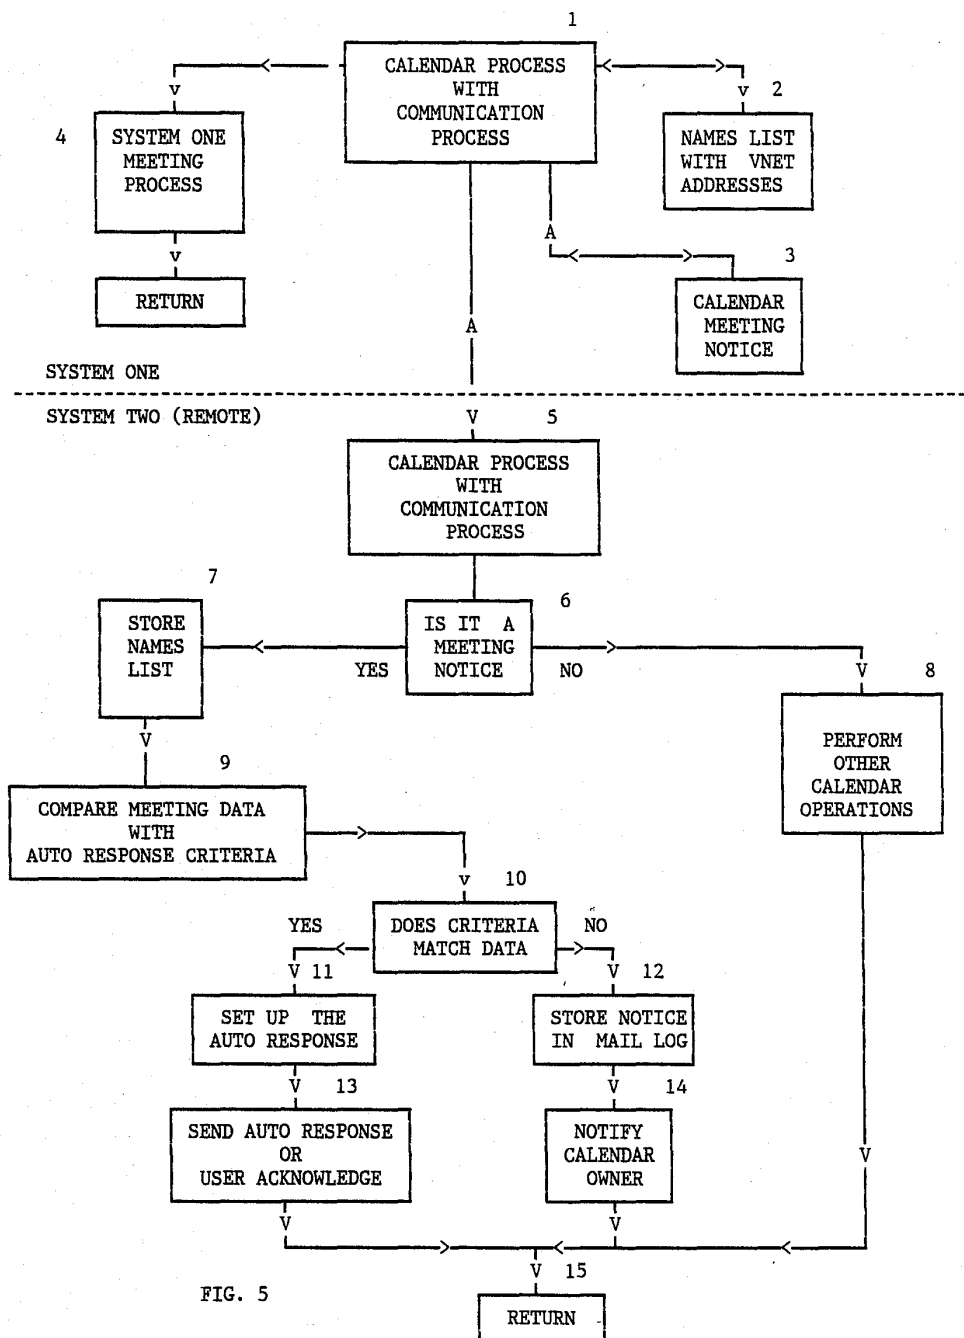 1
CALENDAR PROCESS
WITH
COMMUNICATION
PROCESS
2
NAMES LIST
WITH VNET
ADDRESSES
4
SYSTEM ONE
MEETING
PROCESS
RETURN
3
CALENDAR
MEETING
NOTICE
SYSTEM ONE
SYSTEM TWO (REMOTE)
5
CALENDAR PROCESS
WITH
COMMUNICATION
PROCESS
6
IS IT A
MEETING
NOTICE
YES
NO
7
STORE
NAMES
LIST
8
PERFORM
OTHER
CALENDAR
OPERATIONS
9
COMPARE MEETING DATA
WITH
AUTO RESPONSE CRITERIA
10
DOES CRITERIA
MATCH DATA
YES
NO
11
SET UP THE
AUTO RESPONSE
12
STORE NOTICE
IN MAIL LOG
13
SEND AUTO RESPONSE
OR
USER ACKNOWLEDGE
14
NOTIFY
CALENDAR
OWNER
15
RETURN
FIG. 5